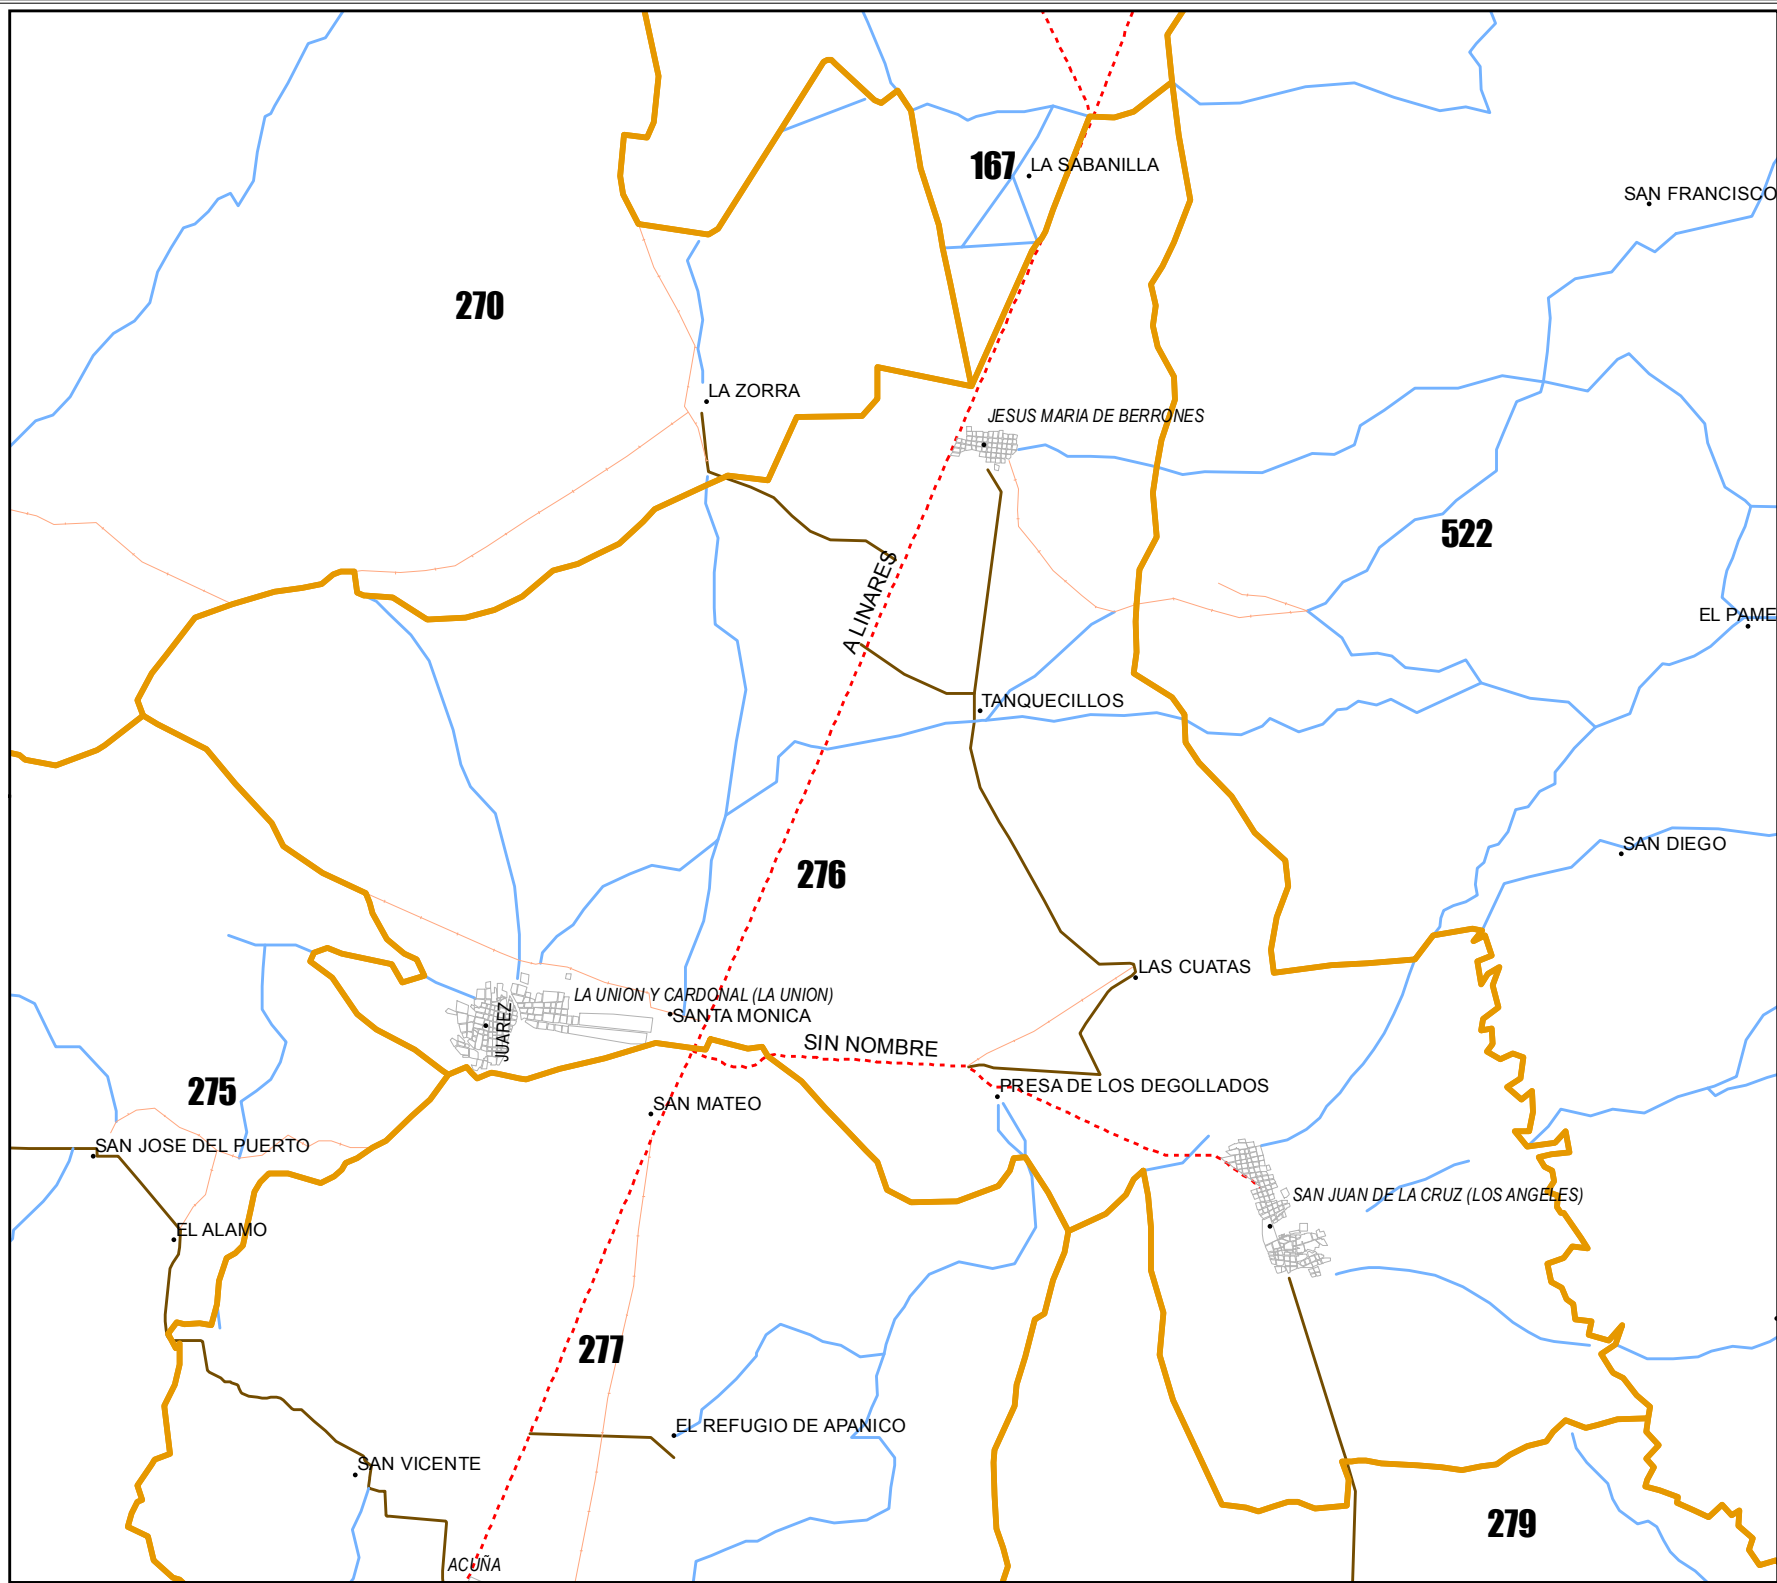 167
LA SABANILLA
SAN FRANCISCO
270
LA ZORRA
JESUS MARIA DE BERRONES
522
A LINARES
EL PAME
TANQUECILLOS
SAN DIEGO
276
LAS CUATAS
LA UNION Y CARDONAL (LA UNION)
SANTA MONICA
JUAREZ
SIN NOMBRE
275
PRESA DE LOS DEGOLLADOS
SAN MATEO
SAN JOSE DEL PUERTO
SAN JUAN DE LA CRUZ (LOS ANGELES)
EL ALAMO
277
EL REFUGIO DE APANICO
SAN VICENTE
279
ACUÑA